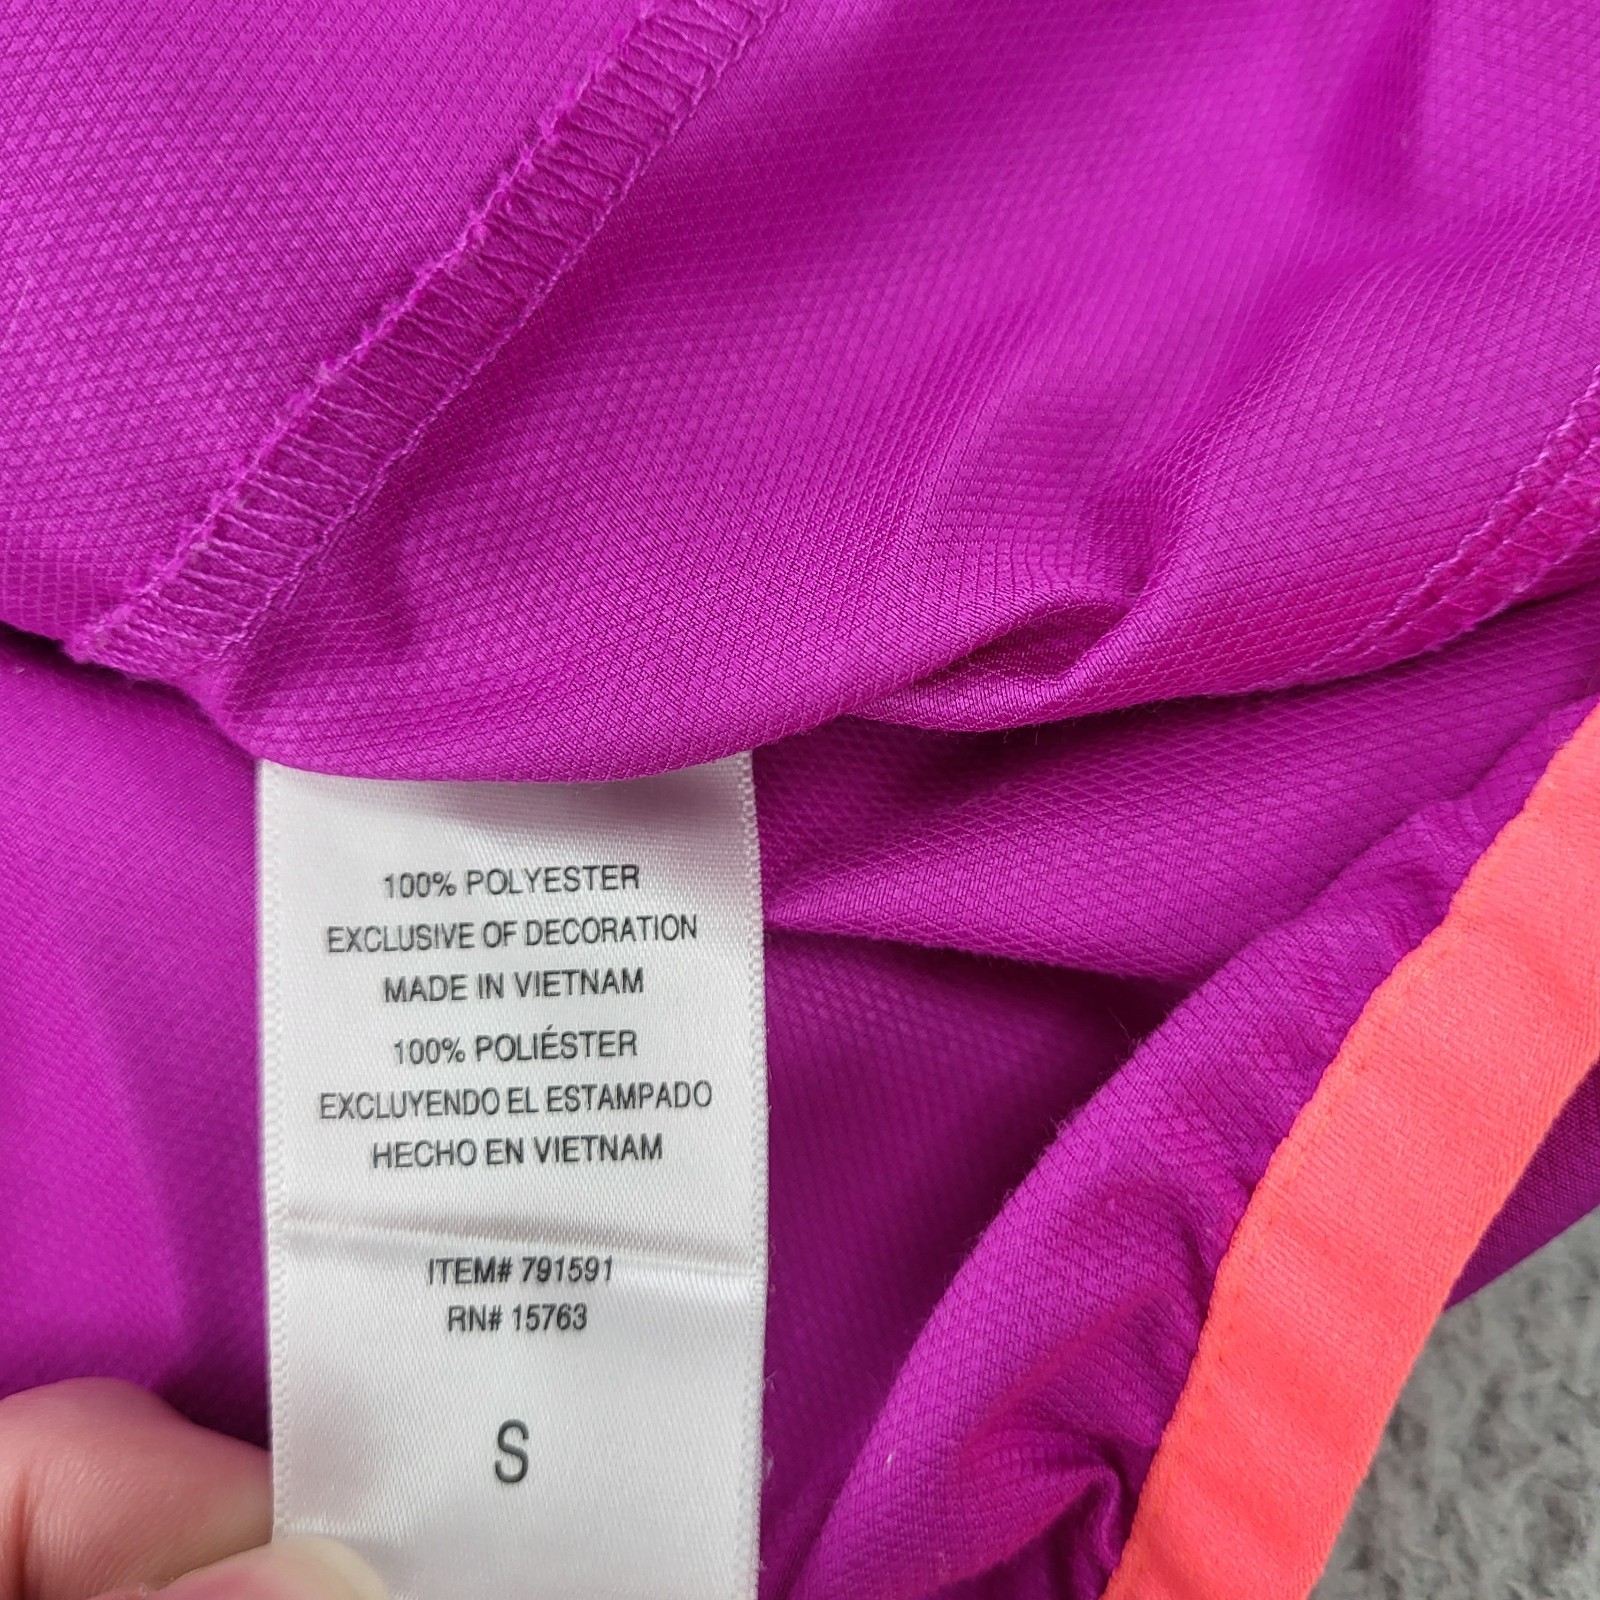 100% POLYESTER
EXCLUSIVE OF DECORATION
MADE IN VIETNAM
100% POLIÉSTER
EXCLUYENDO EL ESTAMPADO
HECHO EN VIETNAM
ITEM# 791591
RN# 15763
S